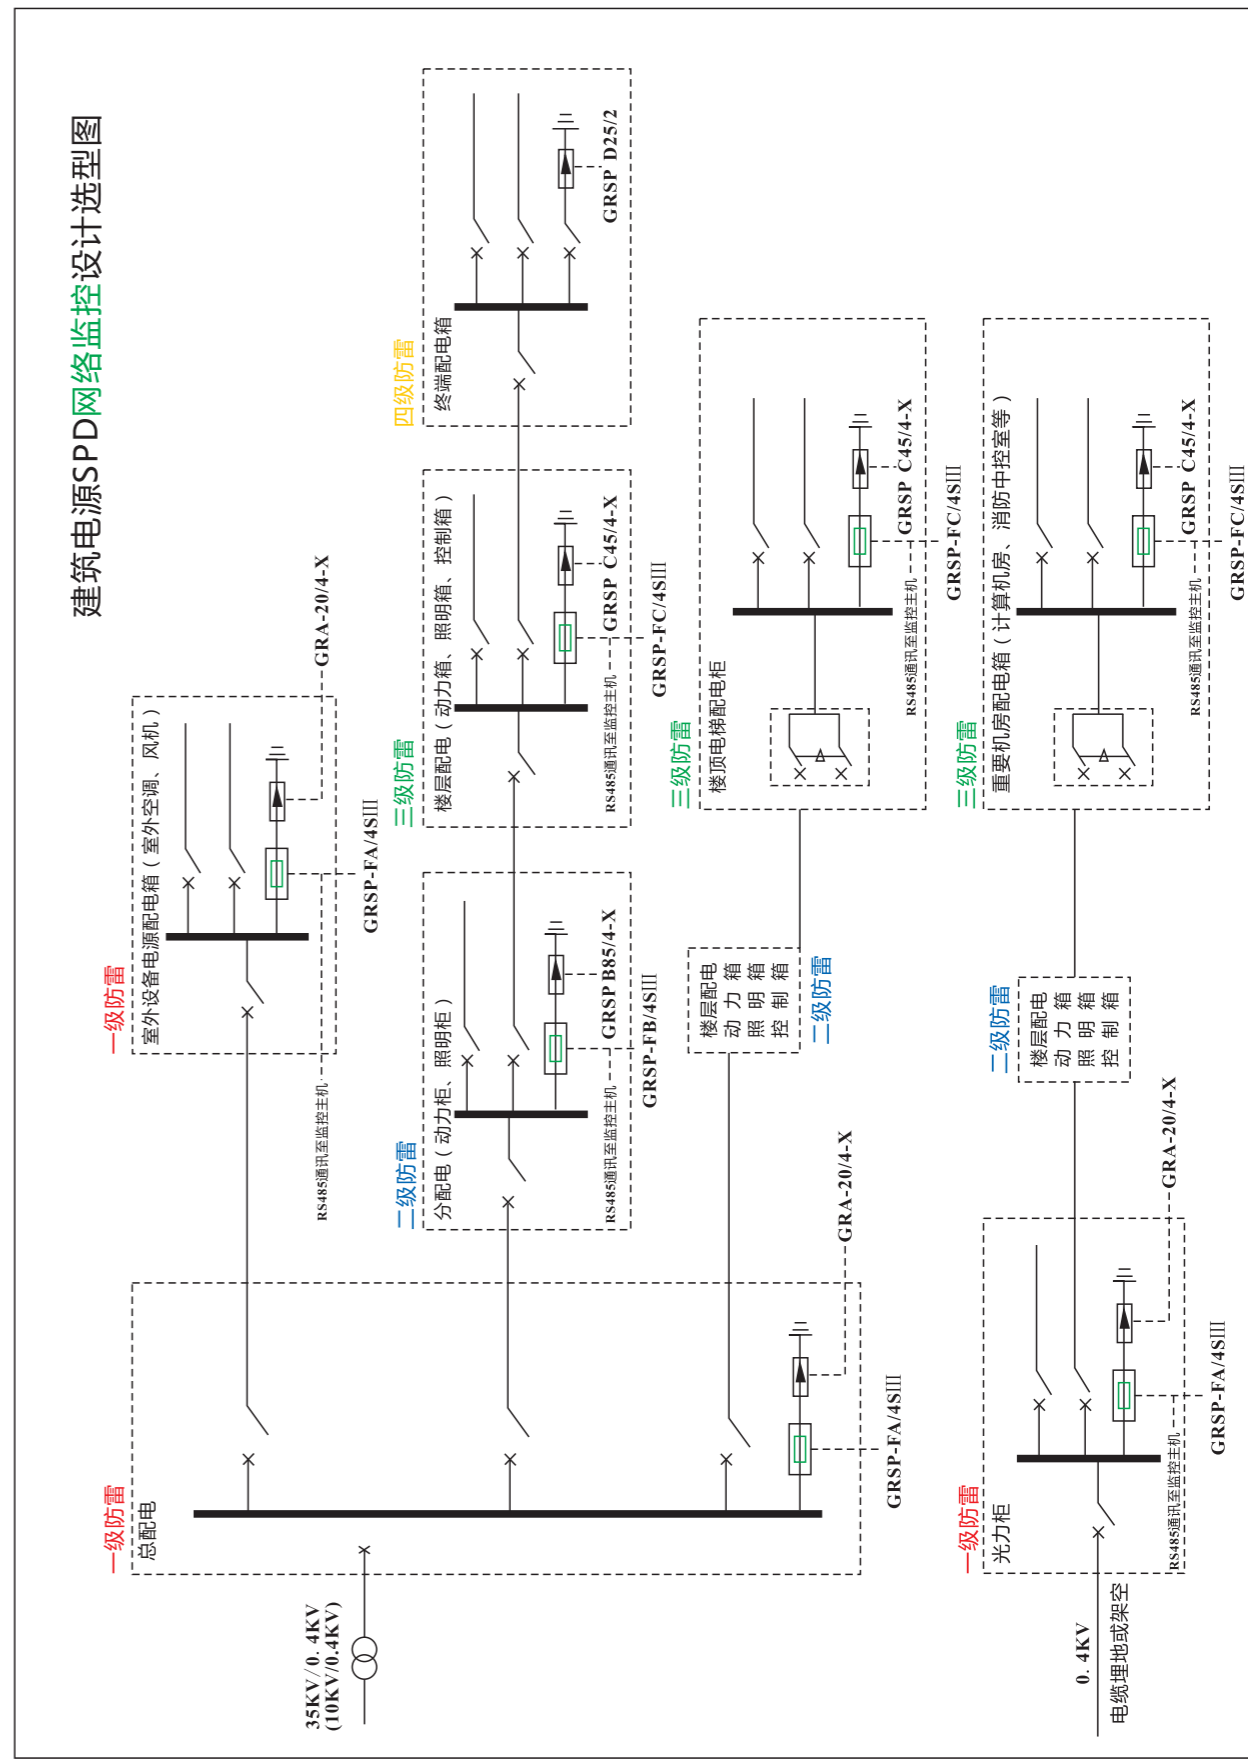 建筑电源SPD网络监控设计选型图
一级防雷
室外设备电源配电箱（室外空调、风机）
GRA-20/4-X
GRSP-FA/4SIII
RS485通讯至监控主机
四级防雷
终端配电箱
GRSP D25/2
三级防雷
楼层配电（动力箱、照明箱、控制箱）
GRSP C45/4-X
RS485通讯至监控主机
GRSP-FC/4SIII
二级防雷
分配电（动力柜、照明柜）
GRSP B85/4-X
RS485通讯至监控主机
GRSP-FB/4SIII
一级防雷
总配电
GRA-20/4-X
GRSP-FA/4SIII
35KV/0.4KV
(10KV/0.4KV)
三级防雷
楼顶电梯配电柜
GRSP C45/4-X
RS485通讯至监控主机
GRSP-FC/4SIII
楼层配电
动力箱
照明箱
控制箱
二级防雷
三级防雷
重要机房配电箱（计算机房、消防中控室等）
GRSP C45/4-X
RS485通讯至监控主机
GRSP-FC/4SIII
二级防雷
楼层配电
动力箱
照明箱
控制箱
一级防雷
光力柜
GRA-20/4-X
RS485通讯至监控主机
GRSP-FA/4SIII
0.4KV
电缆埋地或架空